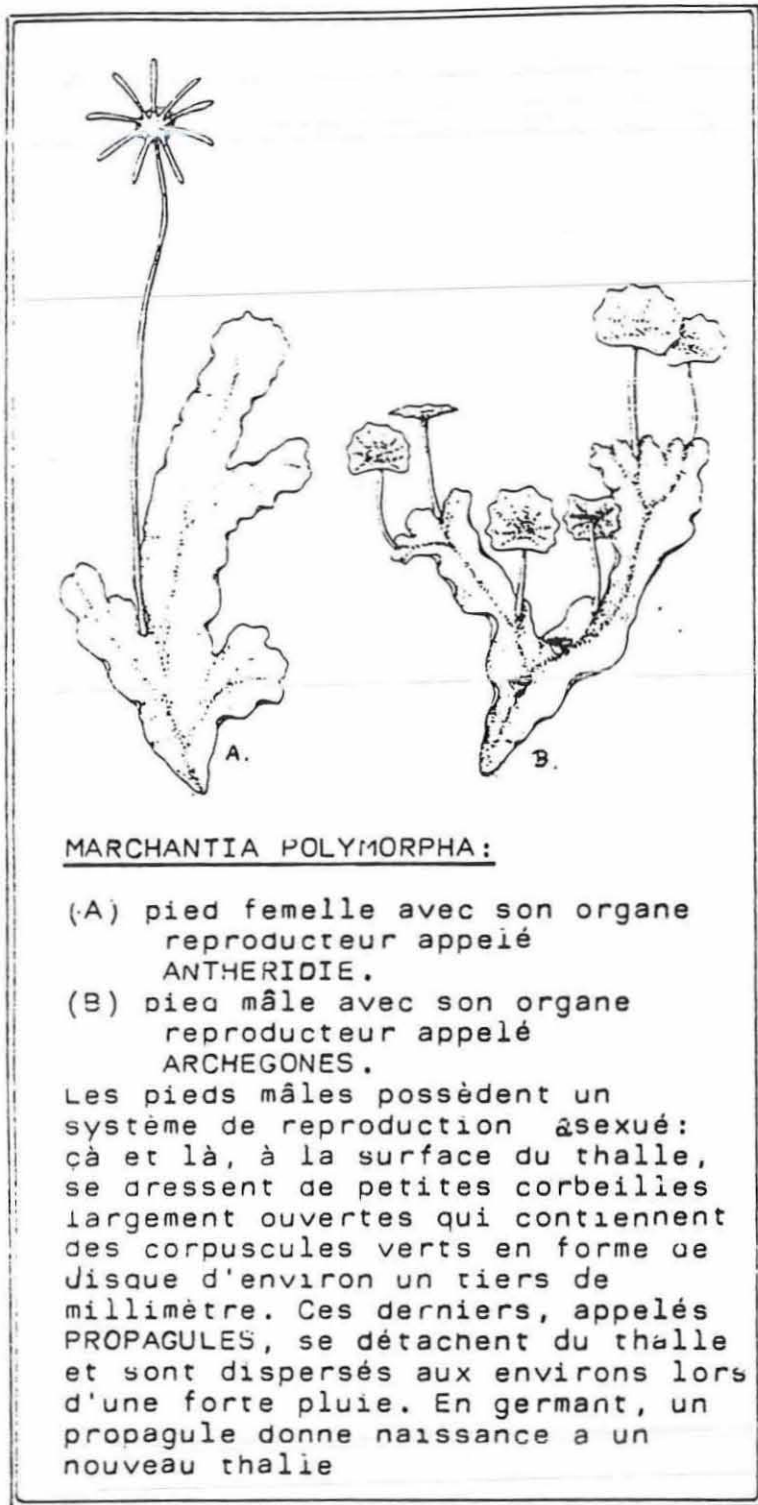 A.
B.
MARCHANTIA POLYMORPHA:
(A) pied femelle avec son organe
reproducteur appelé
ANTHERIDIE.
(B) pied mâle avec son organe
reproducteur appelé
ARCHEGONES.
Les pieds mâles possèdent un
système de reproduction asexué:
çà et là, à la surface du thalle,
se dressent de petites corbeilles
largement ouvertes qui contiennent
des corpuscules verts en forme de
disque d'environ un tiers de
millimètre. Ces derniers, appelés
PROPAGULES, se détachent du thalle
et sont dispersés aux environs lors
d'une forte pluie. En germant, un
propagule donne naissance a un
nouveau thalle